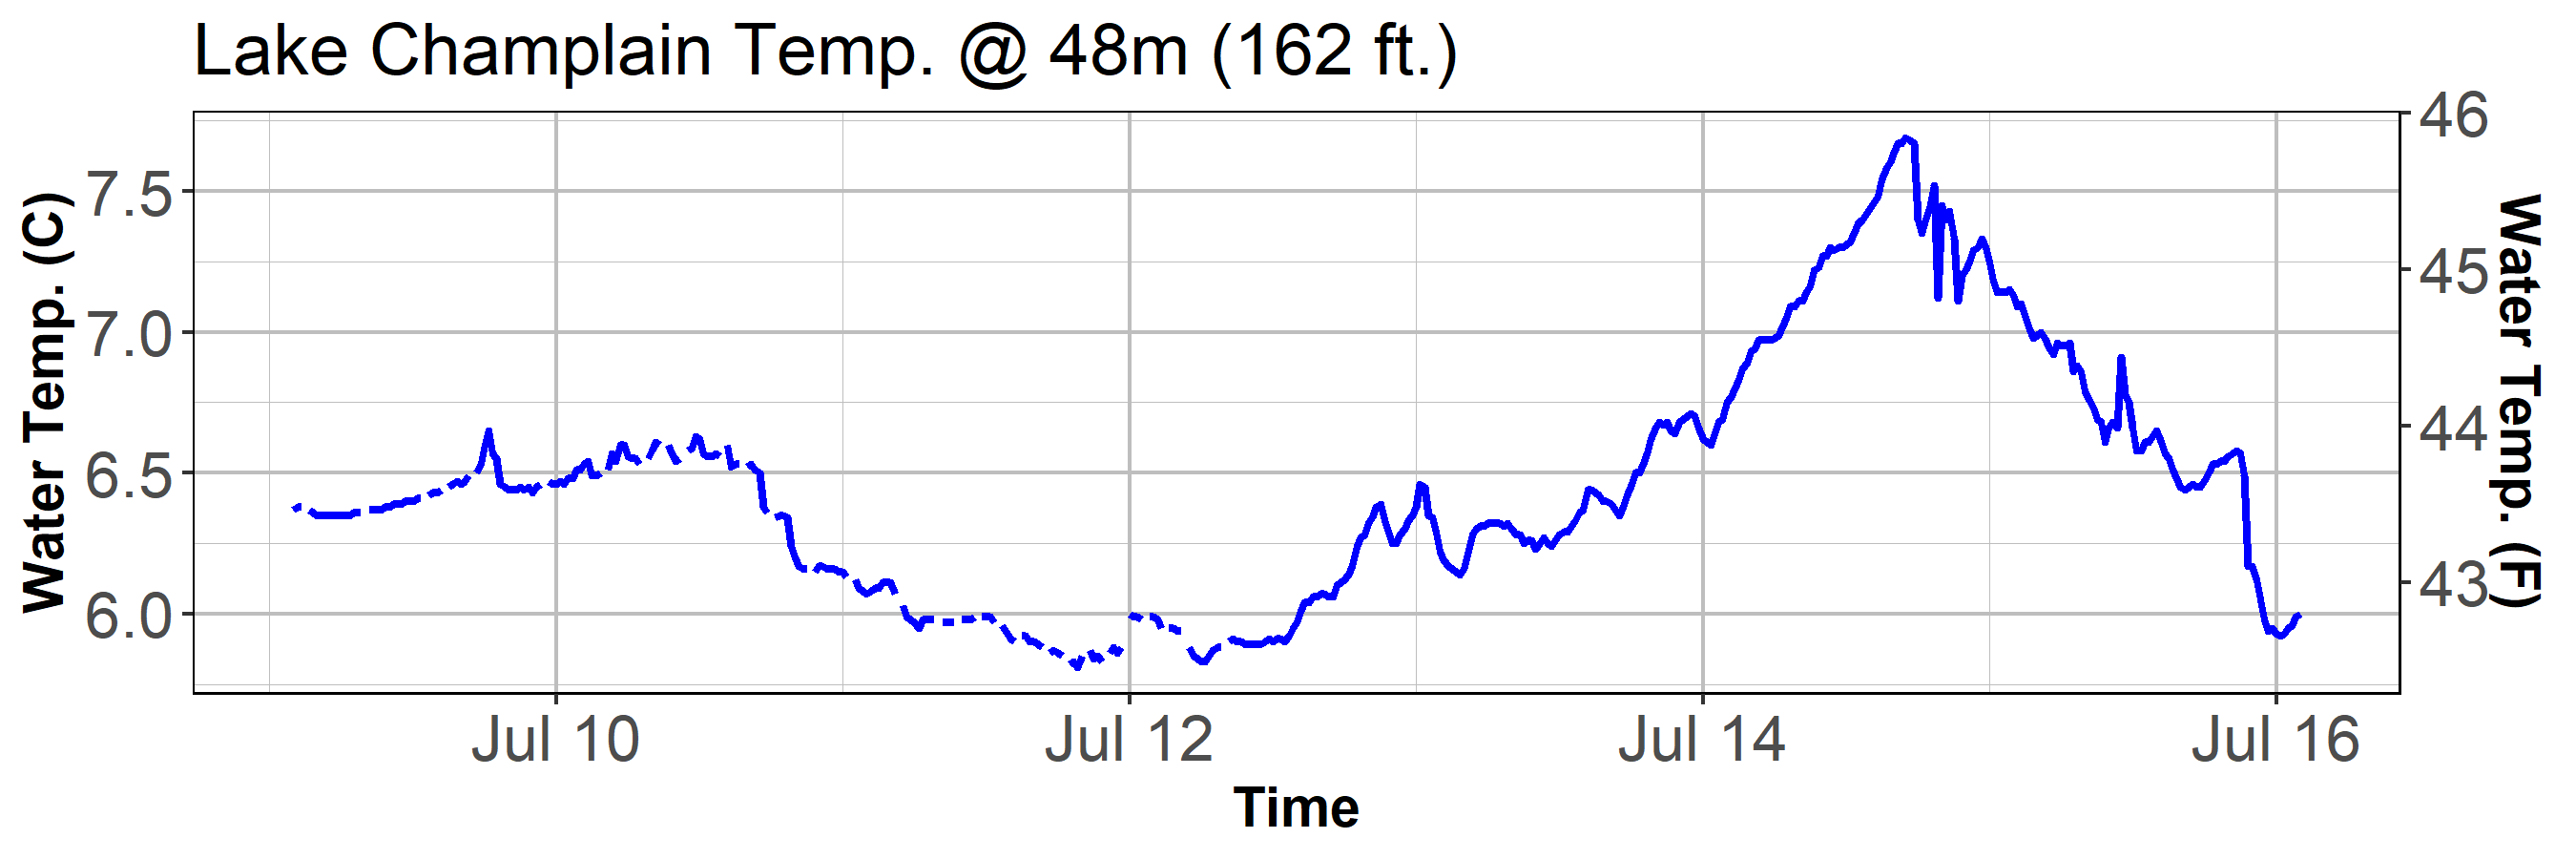 Lake Champlain Temp. @ 48m (162 ft.)
46
7.5
45
7.0
44
6.5
43
6.0
Water Temp. (C)
Water Temp. (F)
Jul 10 Jul 12 Jul 14 Jul 16
Time